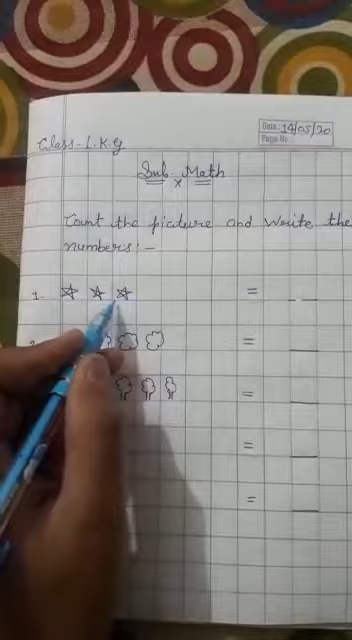 Class - L.K.G
Date: 14/05/20
Page No.
Sub Math
Count the picture and Write the
numbers:-
1. =
=
=
=
=